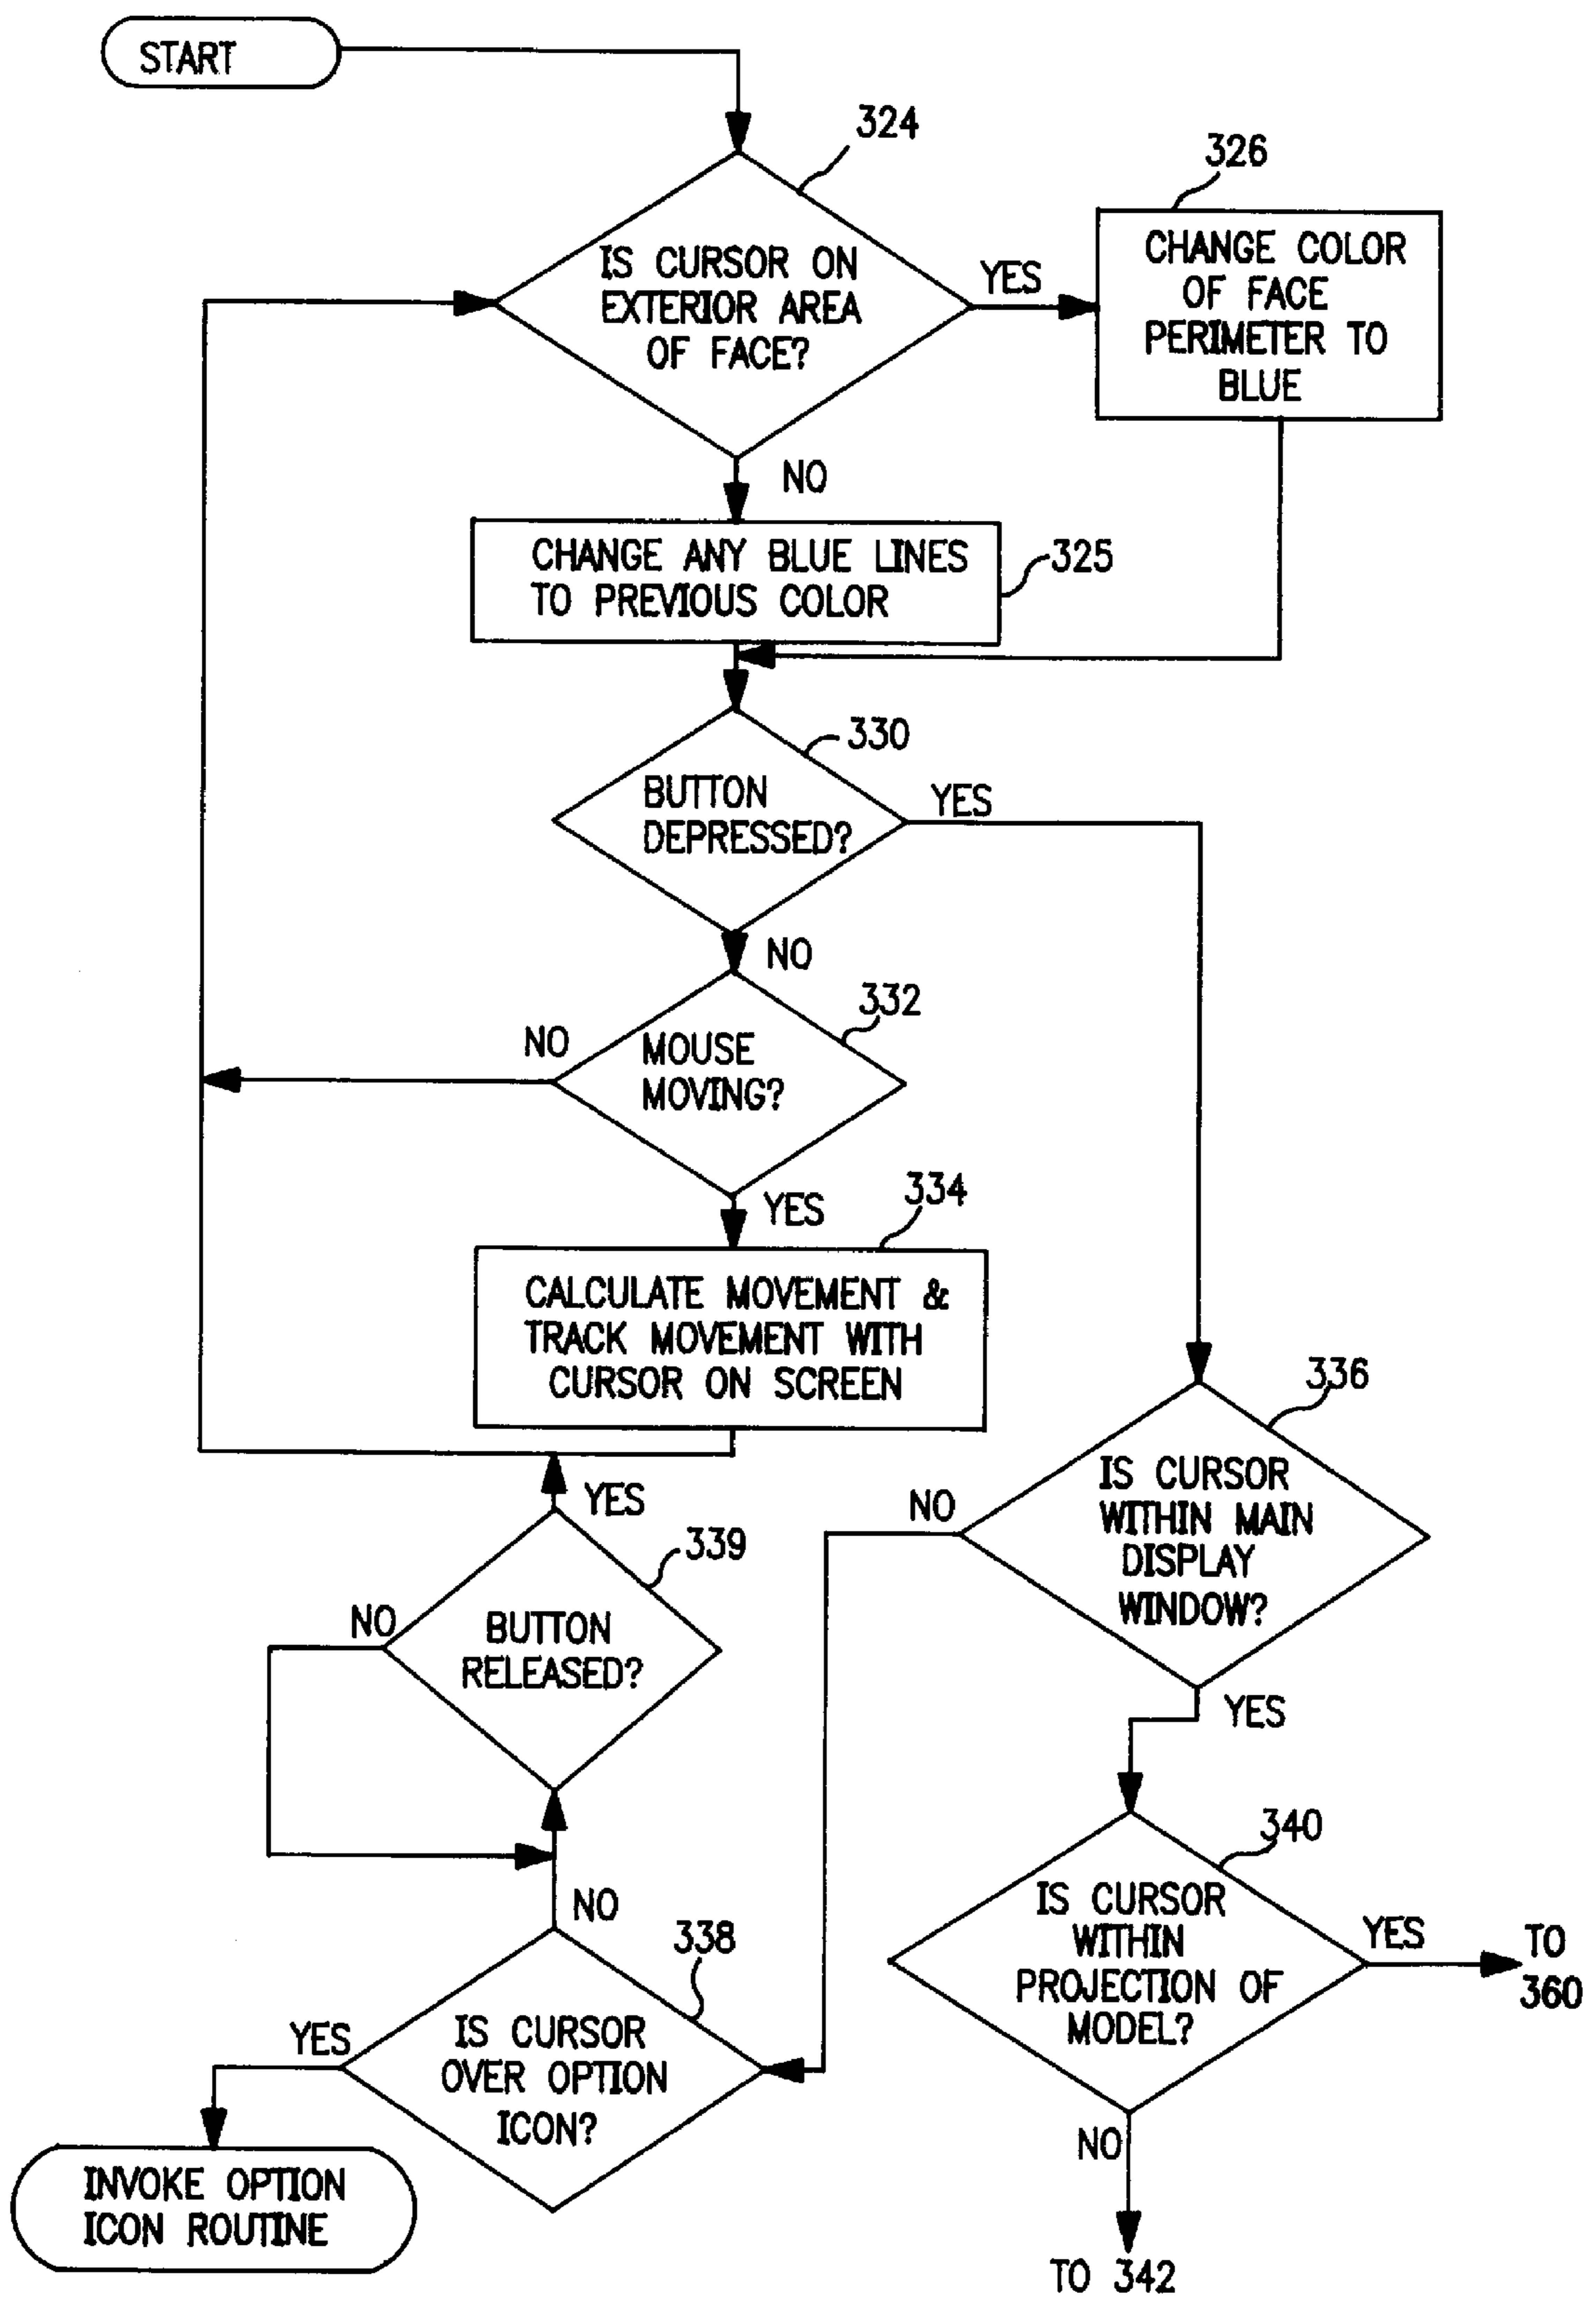 START
324
326
IS CURSOR ON
EXTERIOR AREA
OF FACE?
YES
CHANGE COLOR
OF FACE
PERIMETER TO
BLUE
NO
CHANGE ANY BLUE LINES
TO PREVIOUS COLOR
325
330
BUTTON
DEPRESSED?
YES
NO
332
NO
MOUSE
MOVING?
YES
334
CALCULATE MOVEMENT &
TRACK MOVEMENT WITH
CURSOR ON SCREEN
336
IS CURSOR
WITHIN MAIN
DISPLAY
WINDOW?
NO
YES
YES
339
NO
BUTTON
RELEASED?
340
IS CURSOR
WITHIN
PROJECTION OF
MODEL?
YES
TO
360
NO
TO 342
NO
338
IS CURSOR
OVER OPTION
ICON?
YES
INVOKE OPTION
ICON ROUTINE